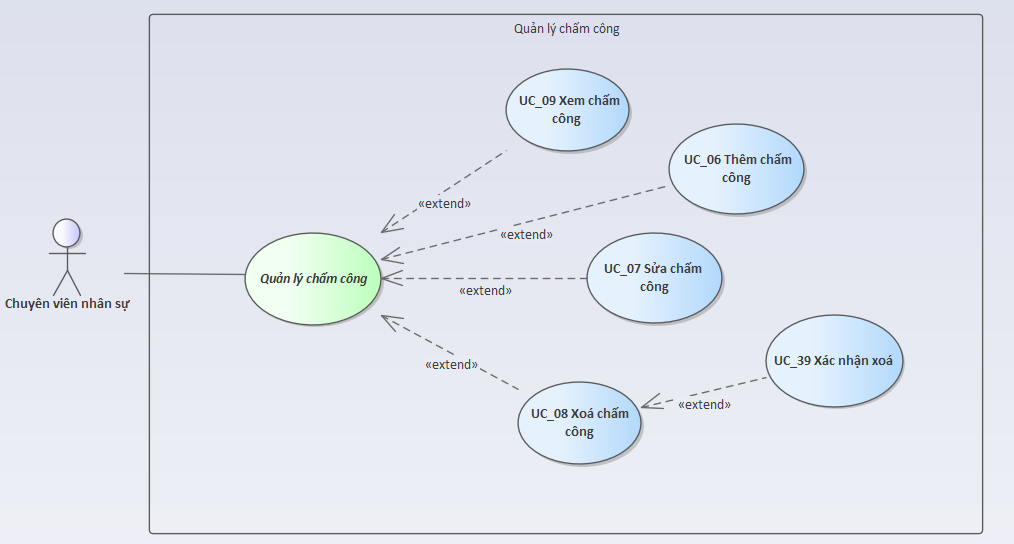 Quản lý chấm công
UC_09 Xem chấm
công
UC_06 Thêm chấm
công
«extend»
«extend»
Chuyên viên nhân sự
Quản lý chấm công
UC_07 Sửa chấm
công
«extend»
UC_39 Xác nhận xoá
«extend»
«extend»
UC_08 Xoá chấm
công